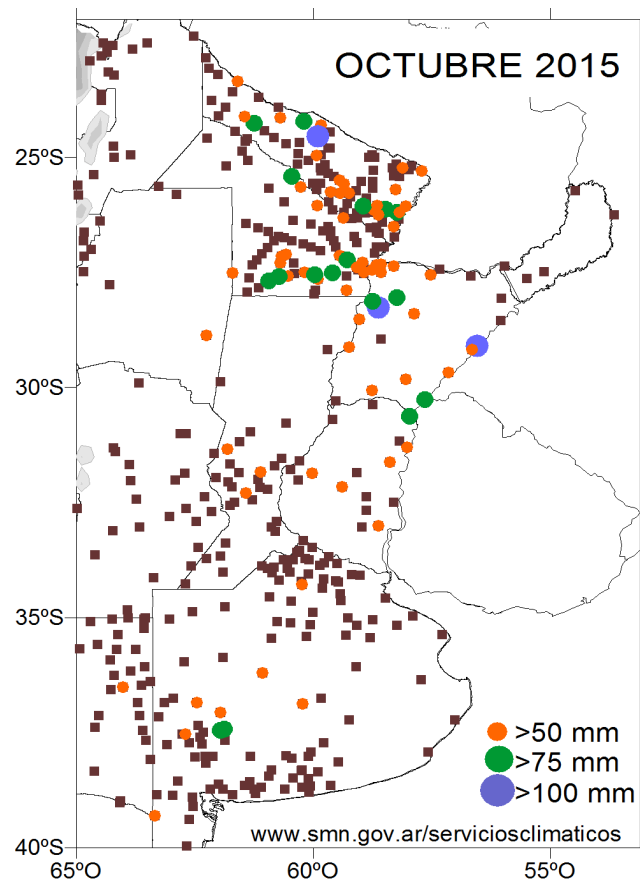 OCTUBRE 2015
25ºS
30ºS
35ºS
>50 mm
>75 mm
>100 mm
www.smn.gov.ar/serviciosclimaticos
40ºS
65ºO 60ºO 55ºO